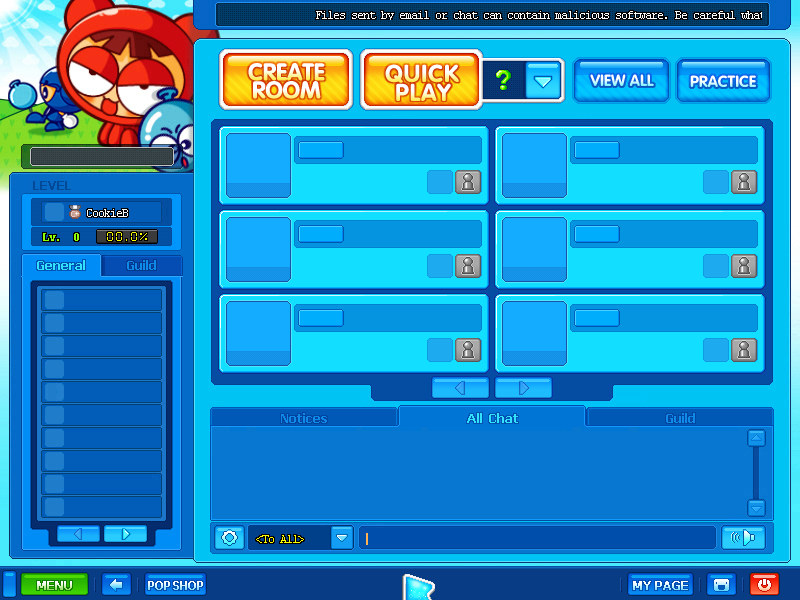 Files sent by email or chat can contain malicious software. Be careful what
CREATE ROOM
QUICK PLAY
?
VIEW ALL
PRACTICE
LEVEL
CookieB
Lv. 0 00.0%
General Guild
Notices All Chat Guild
<To All>
MENU
POP SHOP
MY PAGE